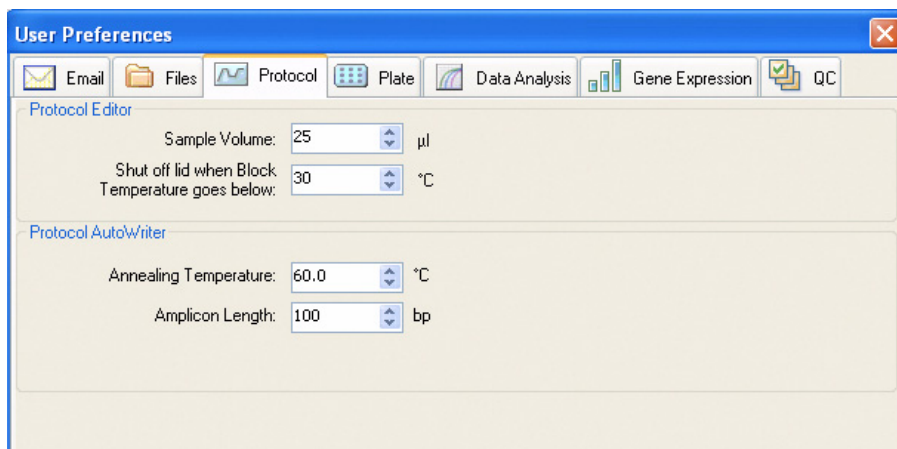 User Preferences
Email Files Protocol Plate Data Analysis Gene Expression QC
Protocol Editor
Sample Volume: 25 µl
Shut off lid when Block
Temperature goes below: 30 °C
Protocol AutoWriter
Annealing Temperature: 60.0 °C
Amplicon Length: 100 bp